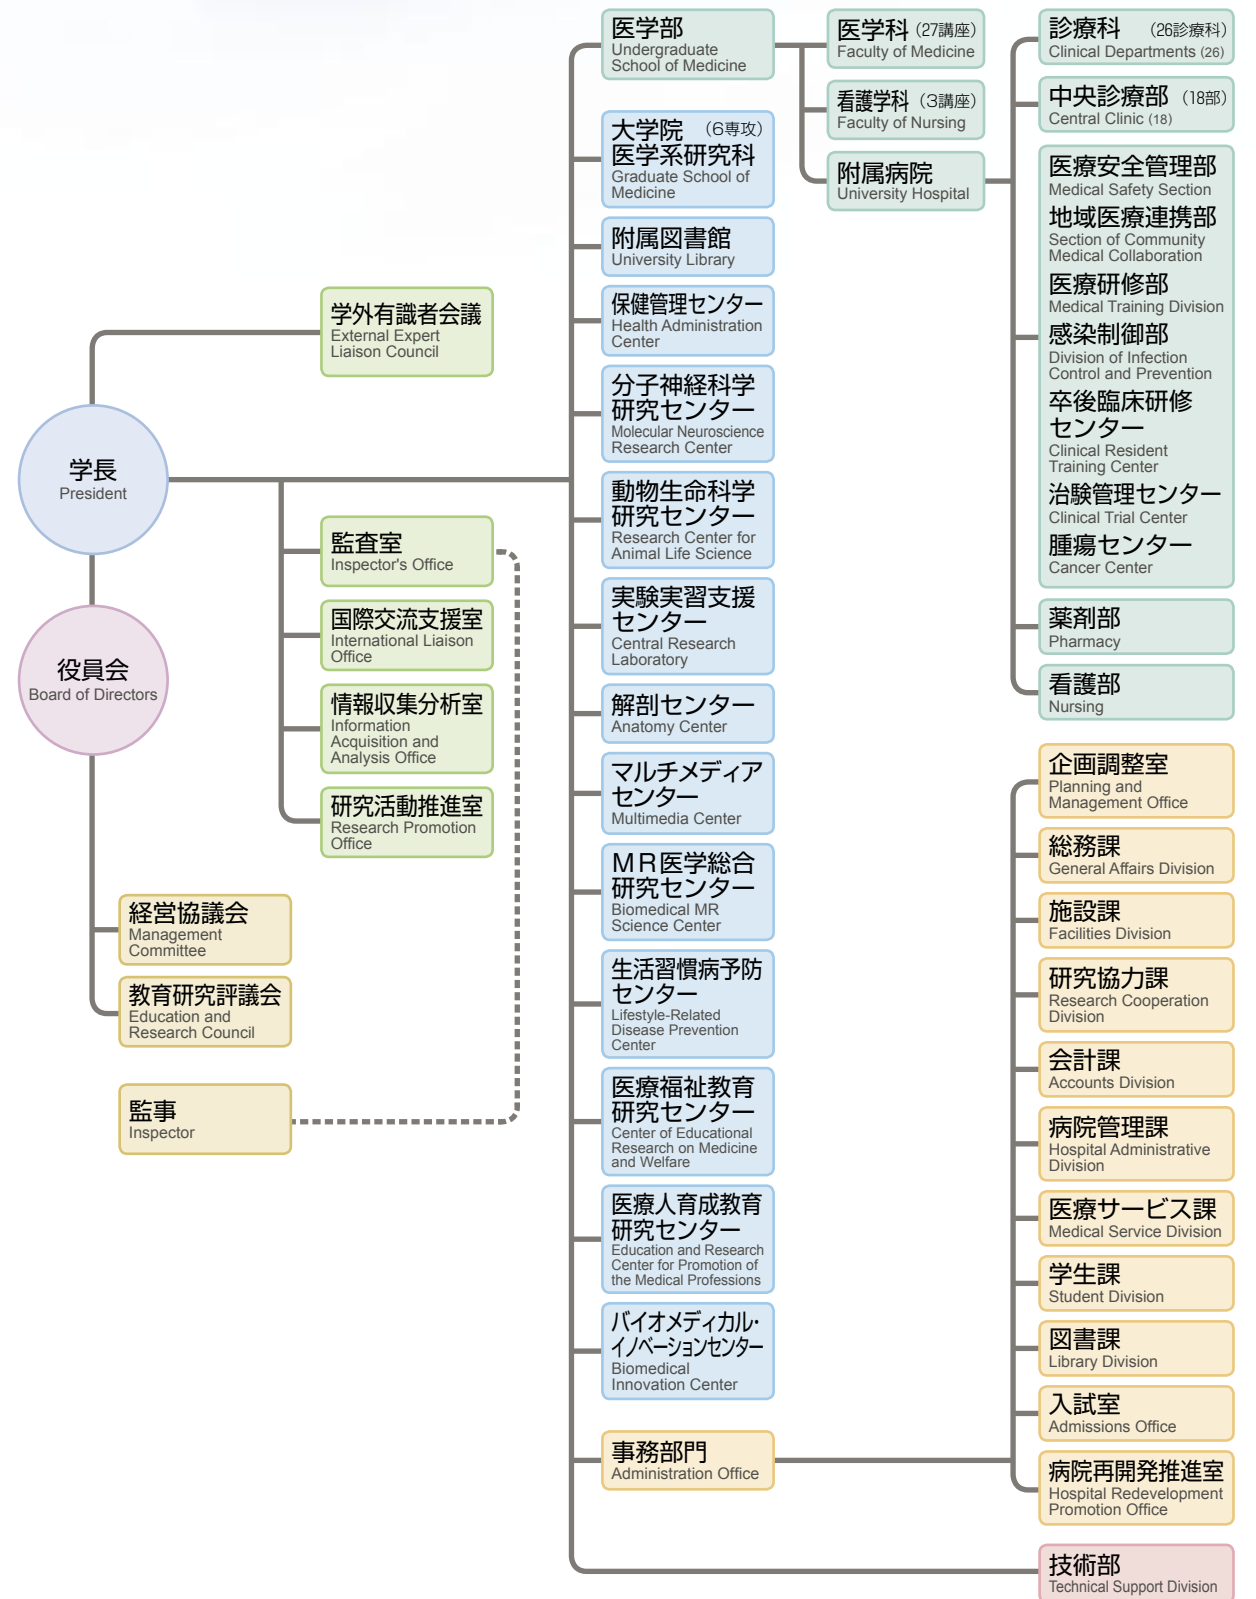 学外有識者会議
External Expert
Liaison Council
学長
President
役員会
Board of Directors
監査室
Inspector's Office
国際交流支援室
International Liaison
Office
情報収集分析室
Information
Acquisition and
Analysis Office
研究活動推進室
Research Promotion
Office
経営協議会
Management
Committee
教育研究評議会
Education and
Research Council
監事
Inspector
医学部
Undergraduate
School of Medicine
大学院 (6専攻)
医学系研究科
Graduate School of
Medicine
附属図書館
University Library
保健管理センター
Health Administration
Center
分子神経科学
研究センター
Molecular Neuroscience
Research Center
動物生命科学
研究センター
Research Center for
Animal Life Science
実験実習支援
センター
Central Research
Laboratory
解剖センター
Anatomy Center
マルチメディア
センター
Multimedia Center
MR医学総合
研究センター
Biomedical MR
Science Center
生活習慣病予防
センター
Lifestyle-Related
Disease Prevention
Center
医療福祉教育
研究センター
Center of Educational
Research on Medicine
and Welfare
医療人育成教育
研究センター
Education and Research
Center for Promotion of
the Medical Professions
バイオメディカル・
イノベーションセンター
Biomedical
Innovation Center
事務部門
Administration Office
医学科 (27講座)
Faculty of Medicine
看護学科 (3講座)
Faculty of Nursing
附属病院
University Hospital
診療科 (26診療科)
Clinical Departments (26)
中央診療部 (18部)
Central Clinic (18)
医療安全管理部
Medical Safety Section
地域医療連携部
Section of Community
Medical Collaboration
医療研修部
Medical Training Division
感染制御部
Division of Infection
Control and Prevention
卒後臨床研修
センター
Clinical Resident
Training Center
治験管理センター
Clinical Trial Center
腫瘍センター
Cancer Center
薬剤部
Pharmacy
看護部
Nursing
企画調整室
Planning and
Management Office
総務課
General Affairs Division
施設課
Facilities Division
研究協力課
Research Cooperation
Division
会計課
Accounts Division
病院管理課
Hospital Administrative
Division
医療サービス課
Medical Service Division
学生課
Student Division
図書課
Library Division
入試室
Admissions Office
病院再開発推進室
Hospital Redevelopment
Promotion Office
技術部
Technical Support Division